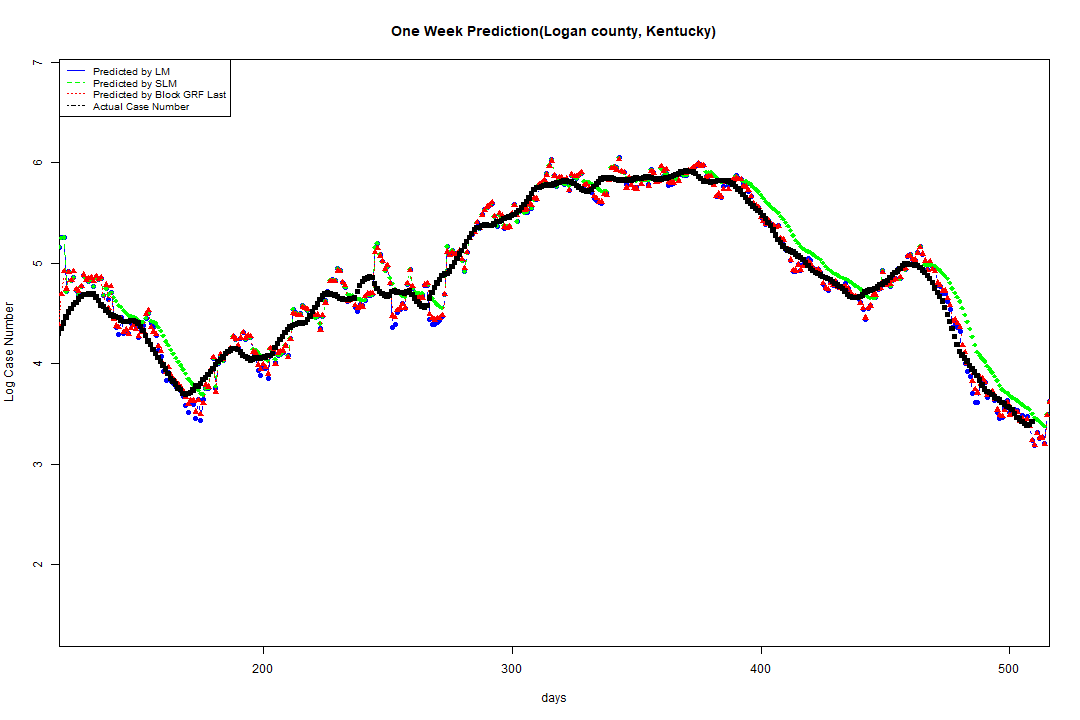 One Week Prediction(Logan county, Kentucky)
Predicted by LM
Predicted by SLM
Predicted by Block GRF Last
Actual Case Number
7
6
5
4
3
2
Log Case Number
200 300 400 500
days